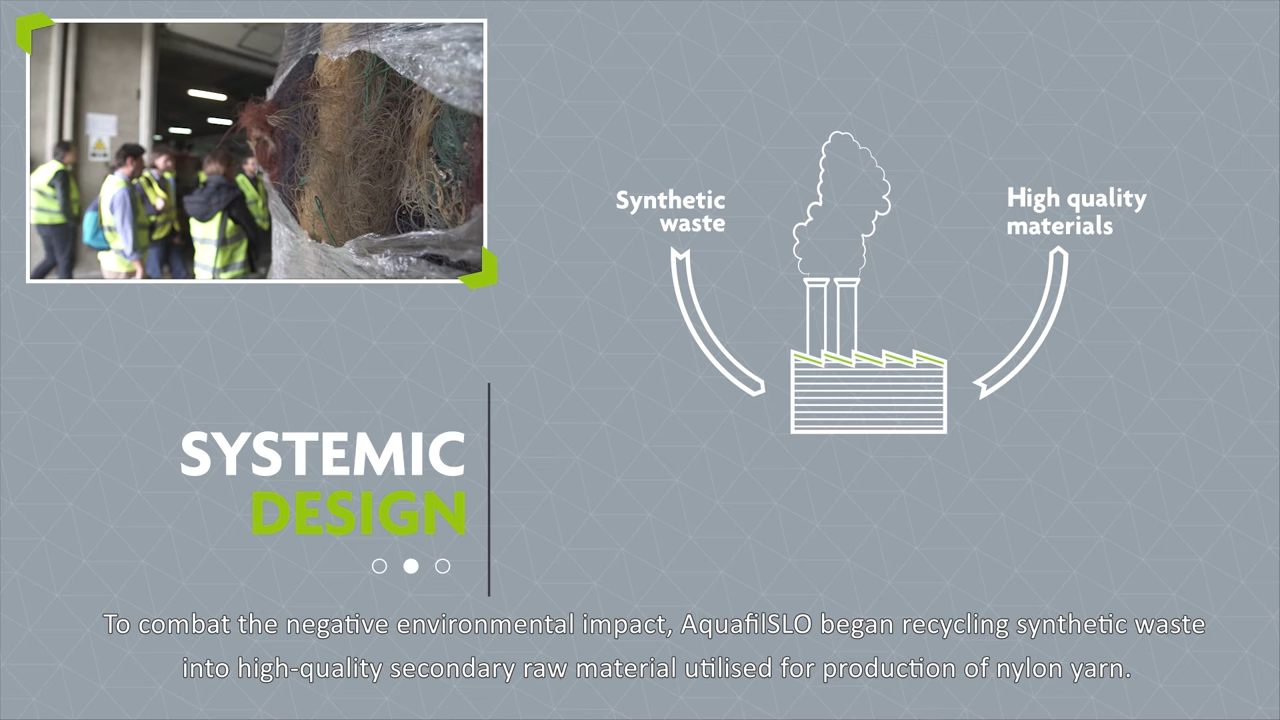 Synthetic
waste
High quality
materials
SYSTEMIC
DESIGN
To combat the negative environmental impact, AquafilSLO began recycling synthetic waste
into high-quality secondary raw material utilised for production of nylon yarn.